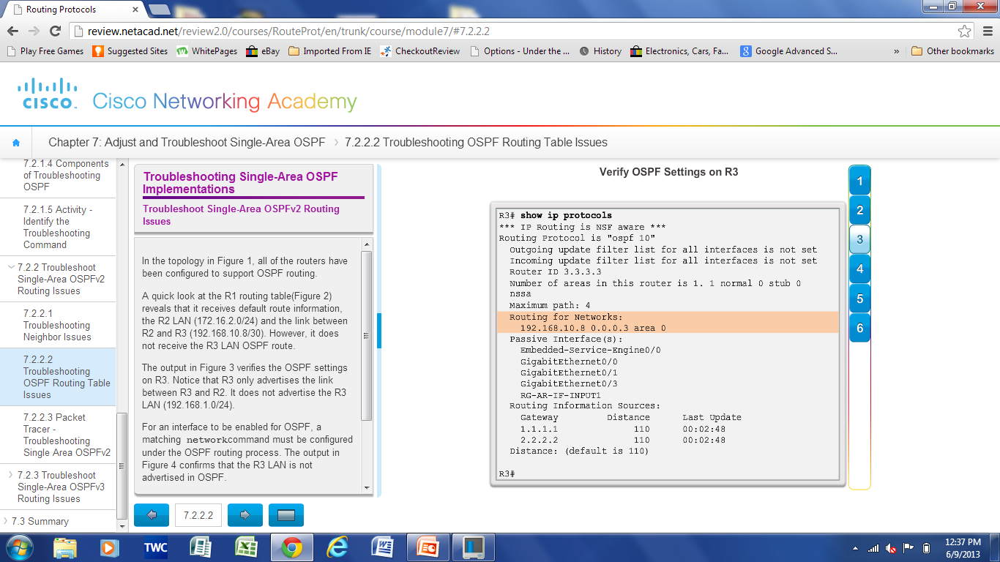 Routing Protocols
review.netacad.net/review2.0/courses/RouteProt/en/trunk/course/module7/#7.2.2.2
Play Free Games
Suggested Sites
WhitePages
eBay
Imported From IE
CheckoutReview
Options - Under the ...
History
Electronics, Cars, Fa...
Google Advanced S...
»
Other bookmarks
CISCO.
Cisco Networking Academy
Chapter 7: Adjust and Troubleshoot Single-Area OSPF
7.2.2.2 Troubleshooting OSPF Routing Table Issues
7.2.1.4 Components
of Troubleshooting
OSPF
7.2.1.5 Activity -
Identify the
Troubleshooting
Command
7.2.2 Troubleshoot
Single-Area OSPFv2
Routing Issues
7.2.2.1
Troubleshooting
Neighbor Issues
7.2.2.2
Troubleshooting
OSPF Routing Table
Issues
7.2.2.3 Packet
Tracer -
Troubleshooting
Single Area OSPFv2
7.2.3 Troubleshoot
Single-Area OSPFv3
Routing Issues
7.3 Summary
Troubleshooting Single-Area OSPF
Implementations
Troubleshoot Single-Area OSPFv2 Routing
Issues
In the topology in Figure 1, all of the routers have
been configured to support OSPF routing.
A quick look at the R1 routing table(Figure 2)
reveals that it receives default route information,
the R2 LAN (172.16.2.0/24) and the link between
R2 and R3 (192.168.10.8/30). However, it does
not receive the R3 LAN OSPF route.
The output in Figure 3 verifies the OSPF settings
on R3. Notice that R3 only advertises the link
between R3 and R2. It does not advertise the R3
LAN (192.168.1.0/24).
For an interface to be enabled for OSPF, a
matching networkcommand must be configured
under the OSPF routing process. The output in
Figure 4 confirms that the R3 LAN is not
advertised in OSPF.
7.2.2.2
Verify OSPF Settings on R3
R3# show ip protocols
*** IP Routing is NSF aware ***
Routing Protocol is "ospf 10"
Outgoing update filter list for all interfaces is not set
Incoming update filter list for all interfaces is not set
Router ID 3.3.3.3
Number of areas in this router is 1. 1 normal 0 stub 0
nssa
Maximum path: 4
Routing for Networks:
192.168.10.8 0.0.0.3 area 0
Passive Interface(s):
Embedded-Service-Engine0/0
GigabitEthernet0/0
GigabitEthernet0/1
GigabitEthernet0/3
RG-AR-IF-INPUT1
Routing Information Sources:
Gateway Distance Last Update
1.1.1.1 110 00:02:48
2.2.2.2 110 00:02:48
Distance: (default is 110)
R3#
1
2
3
4
5
6
TWC
12:37 PM
6/9/2013